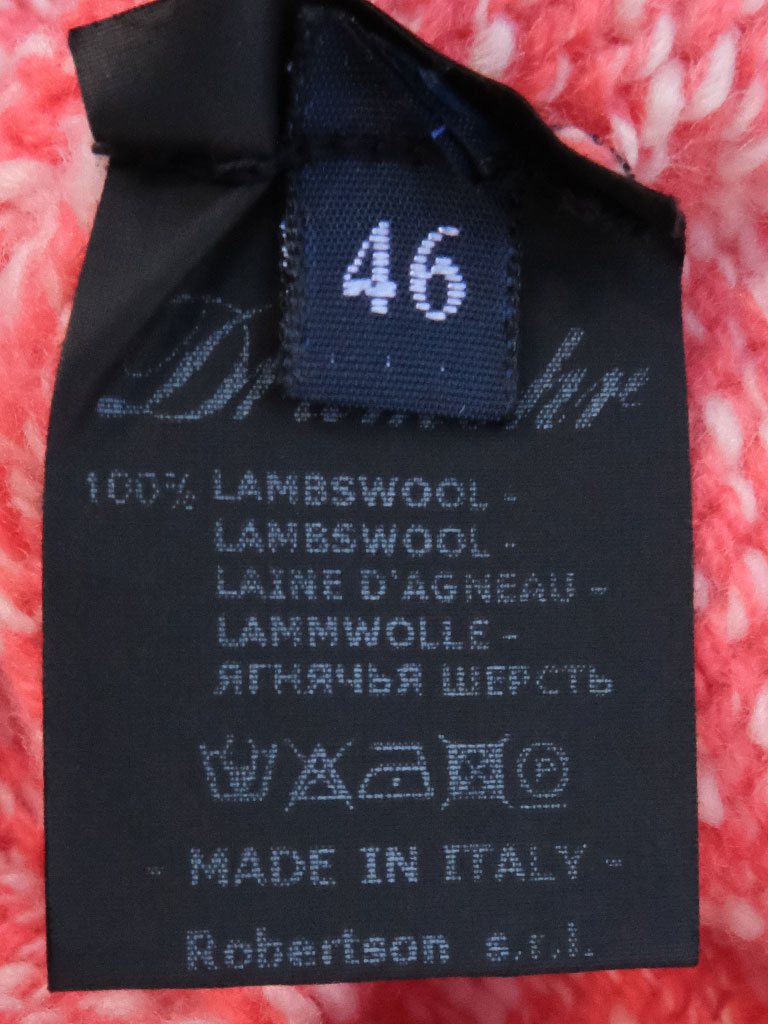 46
100% LAMBSWOOL -
LAMBSWOOL -
LAINE D'AGNEAU -
LAMMWOLLE -
ЯГНЯЧЬЯ ШЕРСТЬ
P
- MADE IN ITALY -
Robertson s.r.l.